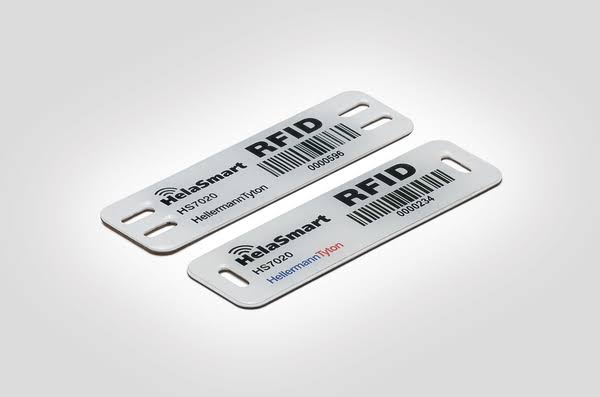 HelaSmart
HS7020
HellermannTyton
RFID
0000596
HelaSmart
HS7020
HellermannTyton
RFID
0000234